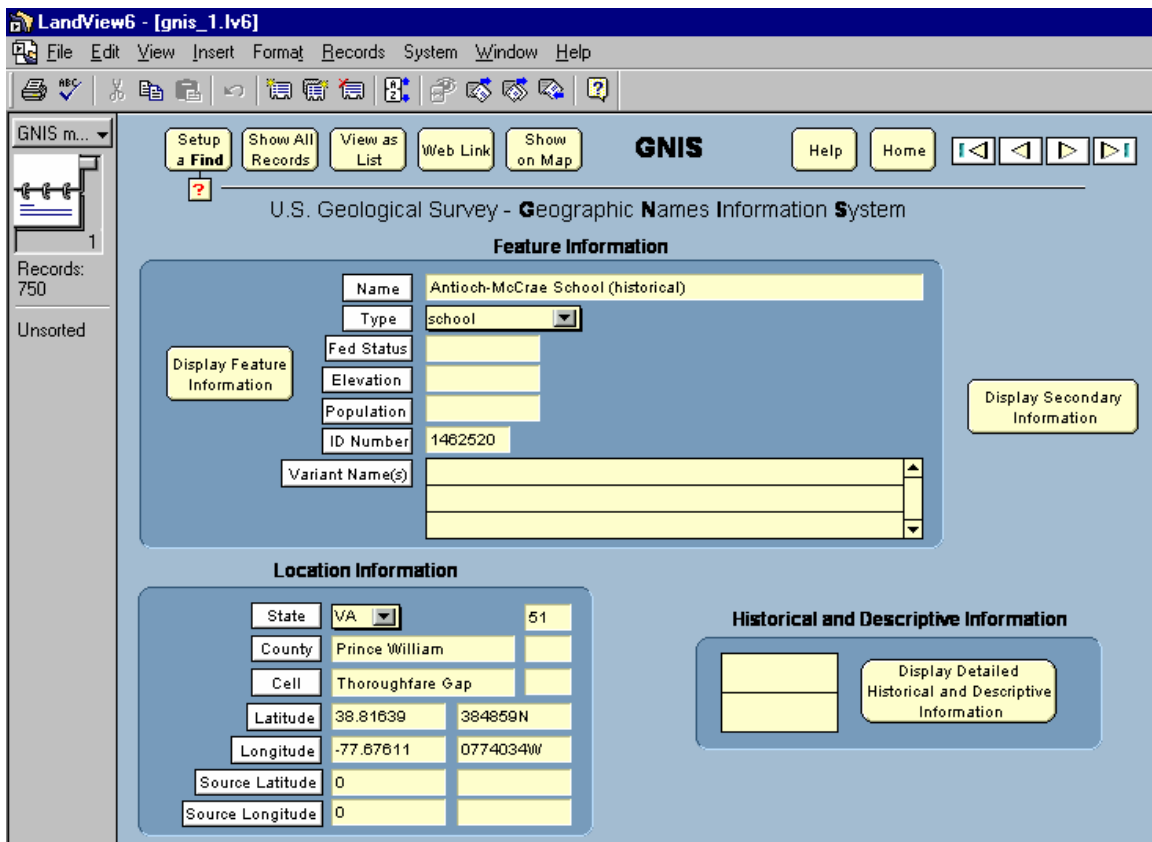 LandView6 - [gnis_1.lv6]
File Edit View Insert Format Records System Window Help
ABC
GNIS m...
1
Records:
750
Unsorted
Setup
a Find
Show All
Records
View as
List
Web Link
Show
on Map
GNIS
Help
Home
?
U.S. Geological Survey - Geographic Names Information System
Feature Information
Name Antioch-McCrae School (historical)
Type school
Fed Status
Display Feature
Information
Elevation
Population
ID Number 1462520
Variant Name(s)
Display Secondary
Information
Location Information
State VA 51
County Prince William
Cell Thoroughfare Gap
Latitude 38.81639 384859N
Longitude -77.67611 0774034W
Source Latitude 0
Source Longitude 0
Historical and Descriptive Information
Display Detailed
Historical and Descriptive
Information